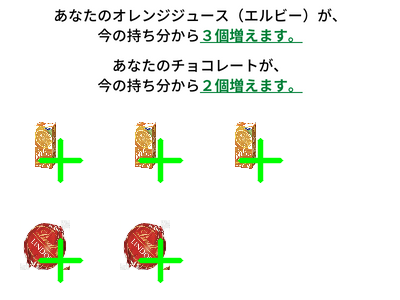 あなたのオレンジジュース（エルビー）が、
今の持ち分から３個増えます。
あなたのチョコレートが、
今の持ち分から２個増えます。